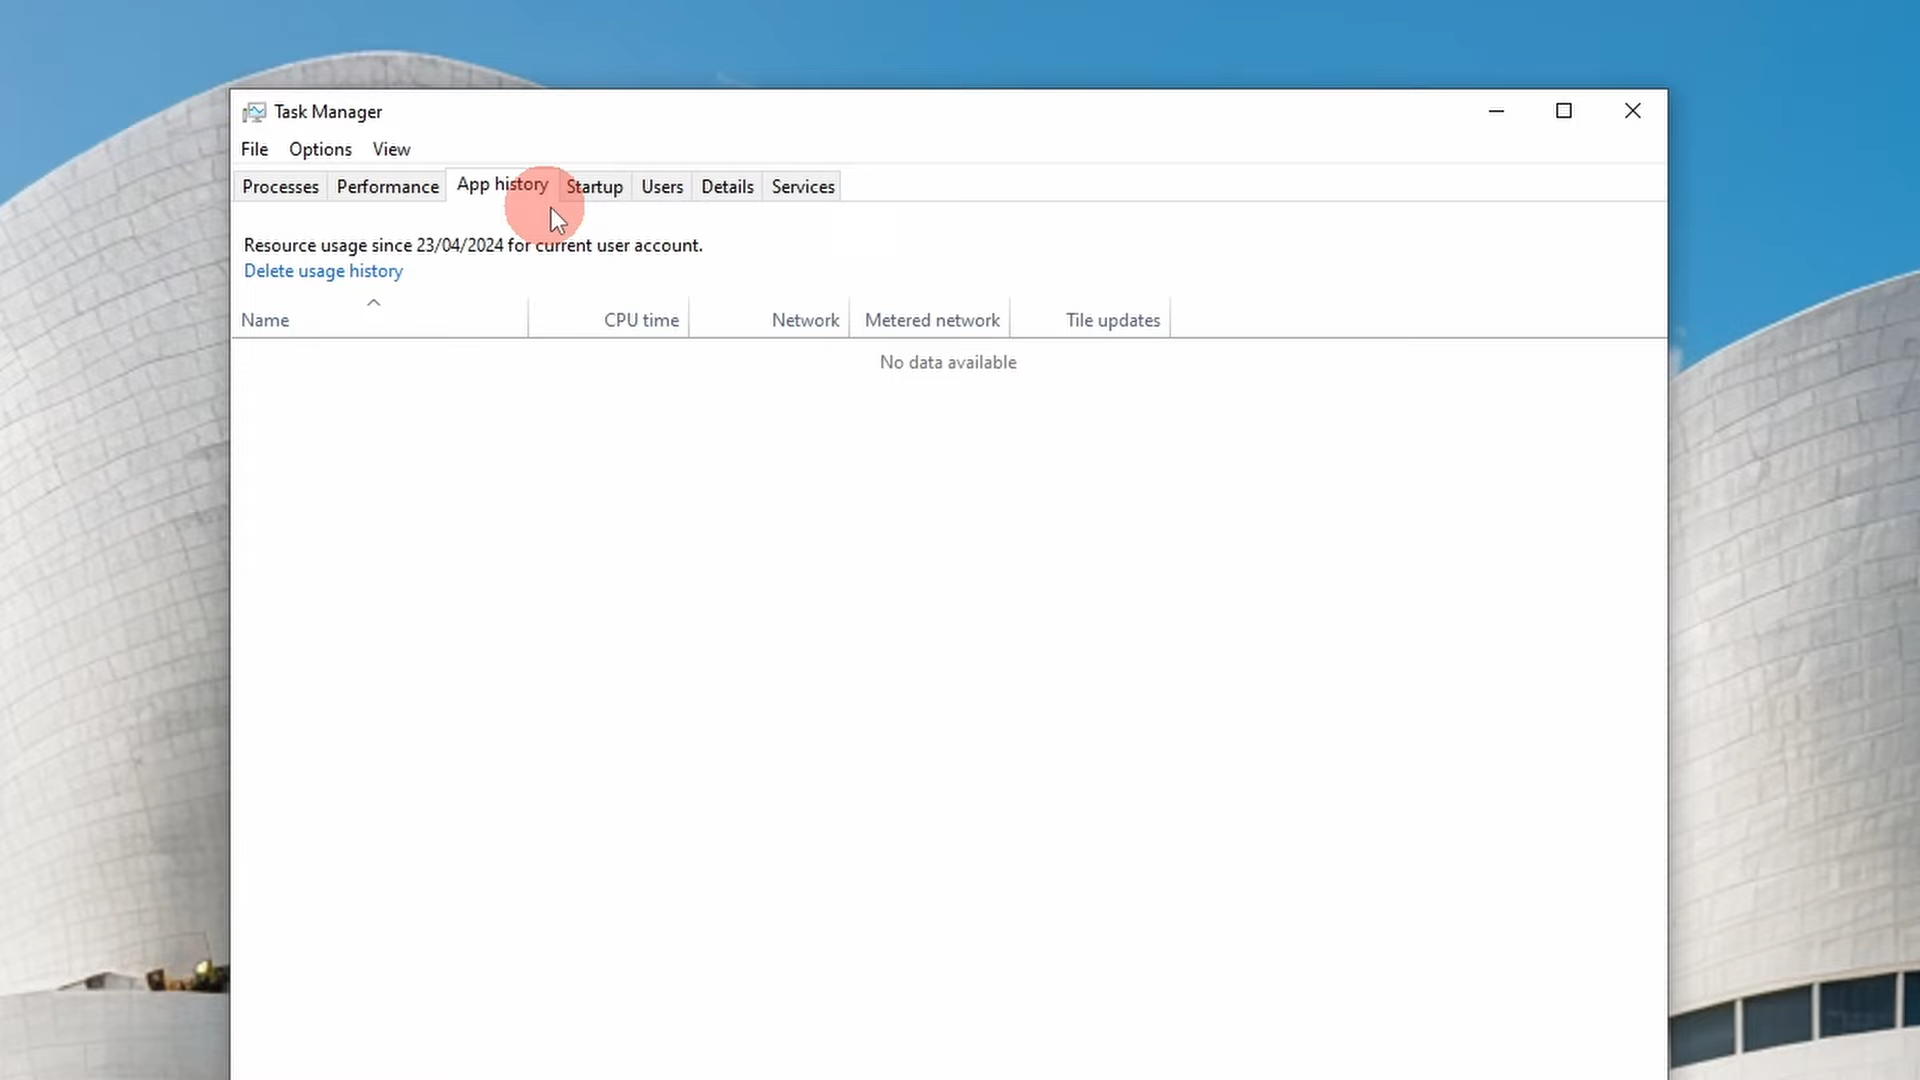 Task Manager
File Options View
Processes Performance App history Startup Users Details Services
Resource usage since 23/04/2024 for current user account.
Delete usage history
Name CPU time Network Metered network Tile updates
No data available